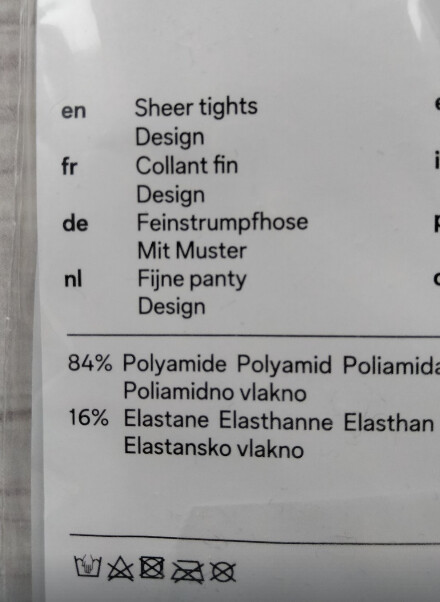 en Sheer tights
Design
fr Collant fin
Design
de Feinstrumpfhose
Mit Muster
nl Fijne panty
Design
84% Polyamide Polyamid Poliamida
Poliamidno vlakno
16% Elastane Elasthanne Elasthan
Elastansko vlakno